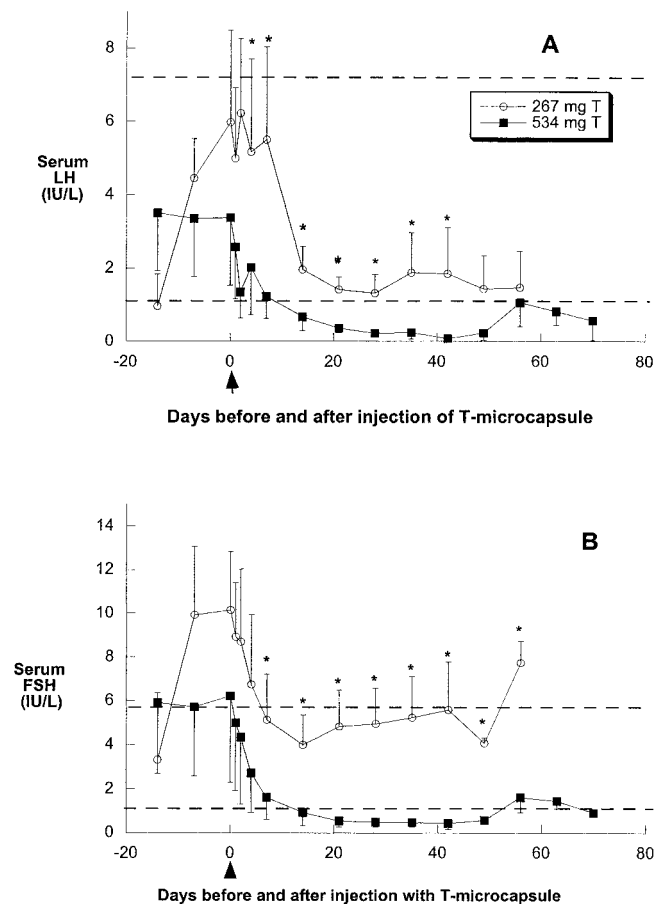 A
8
6
4
2
0
Serum
LH
(IU/L)
267 mg T
534 mg T
* *
* * * * *
-20 0 20 40 60 80
Days before and after injection of T-microcapsule
B
14
12
10
8
6
4
2
0
Serum
FSH
(IU/L)
* * * * * * * *
-20 0 20 40 60 80
Days before and after injection with T-microcapsule